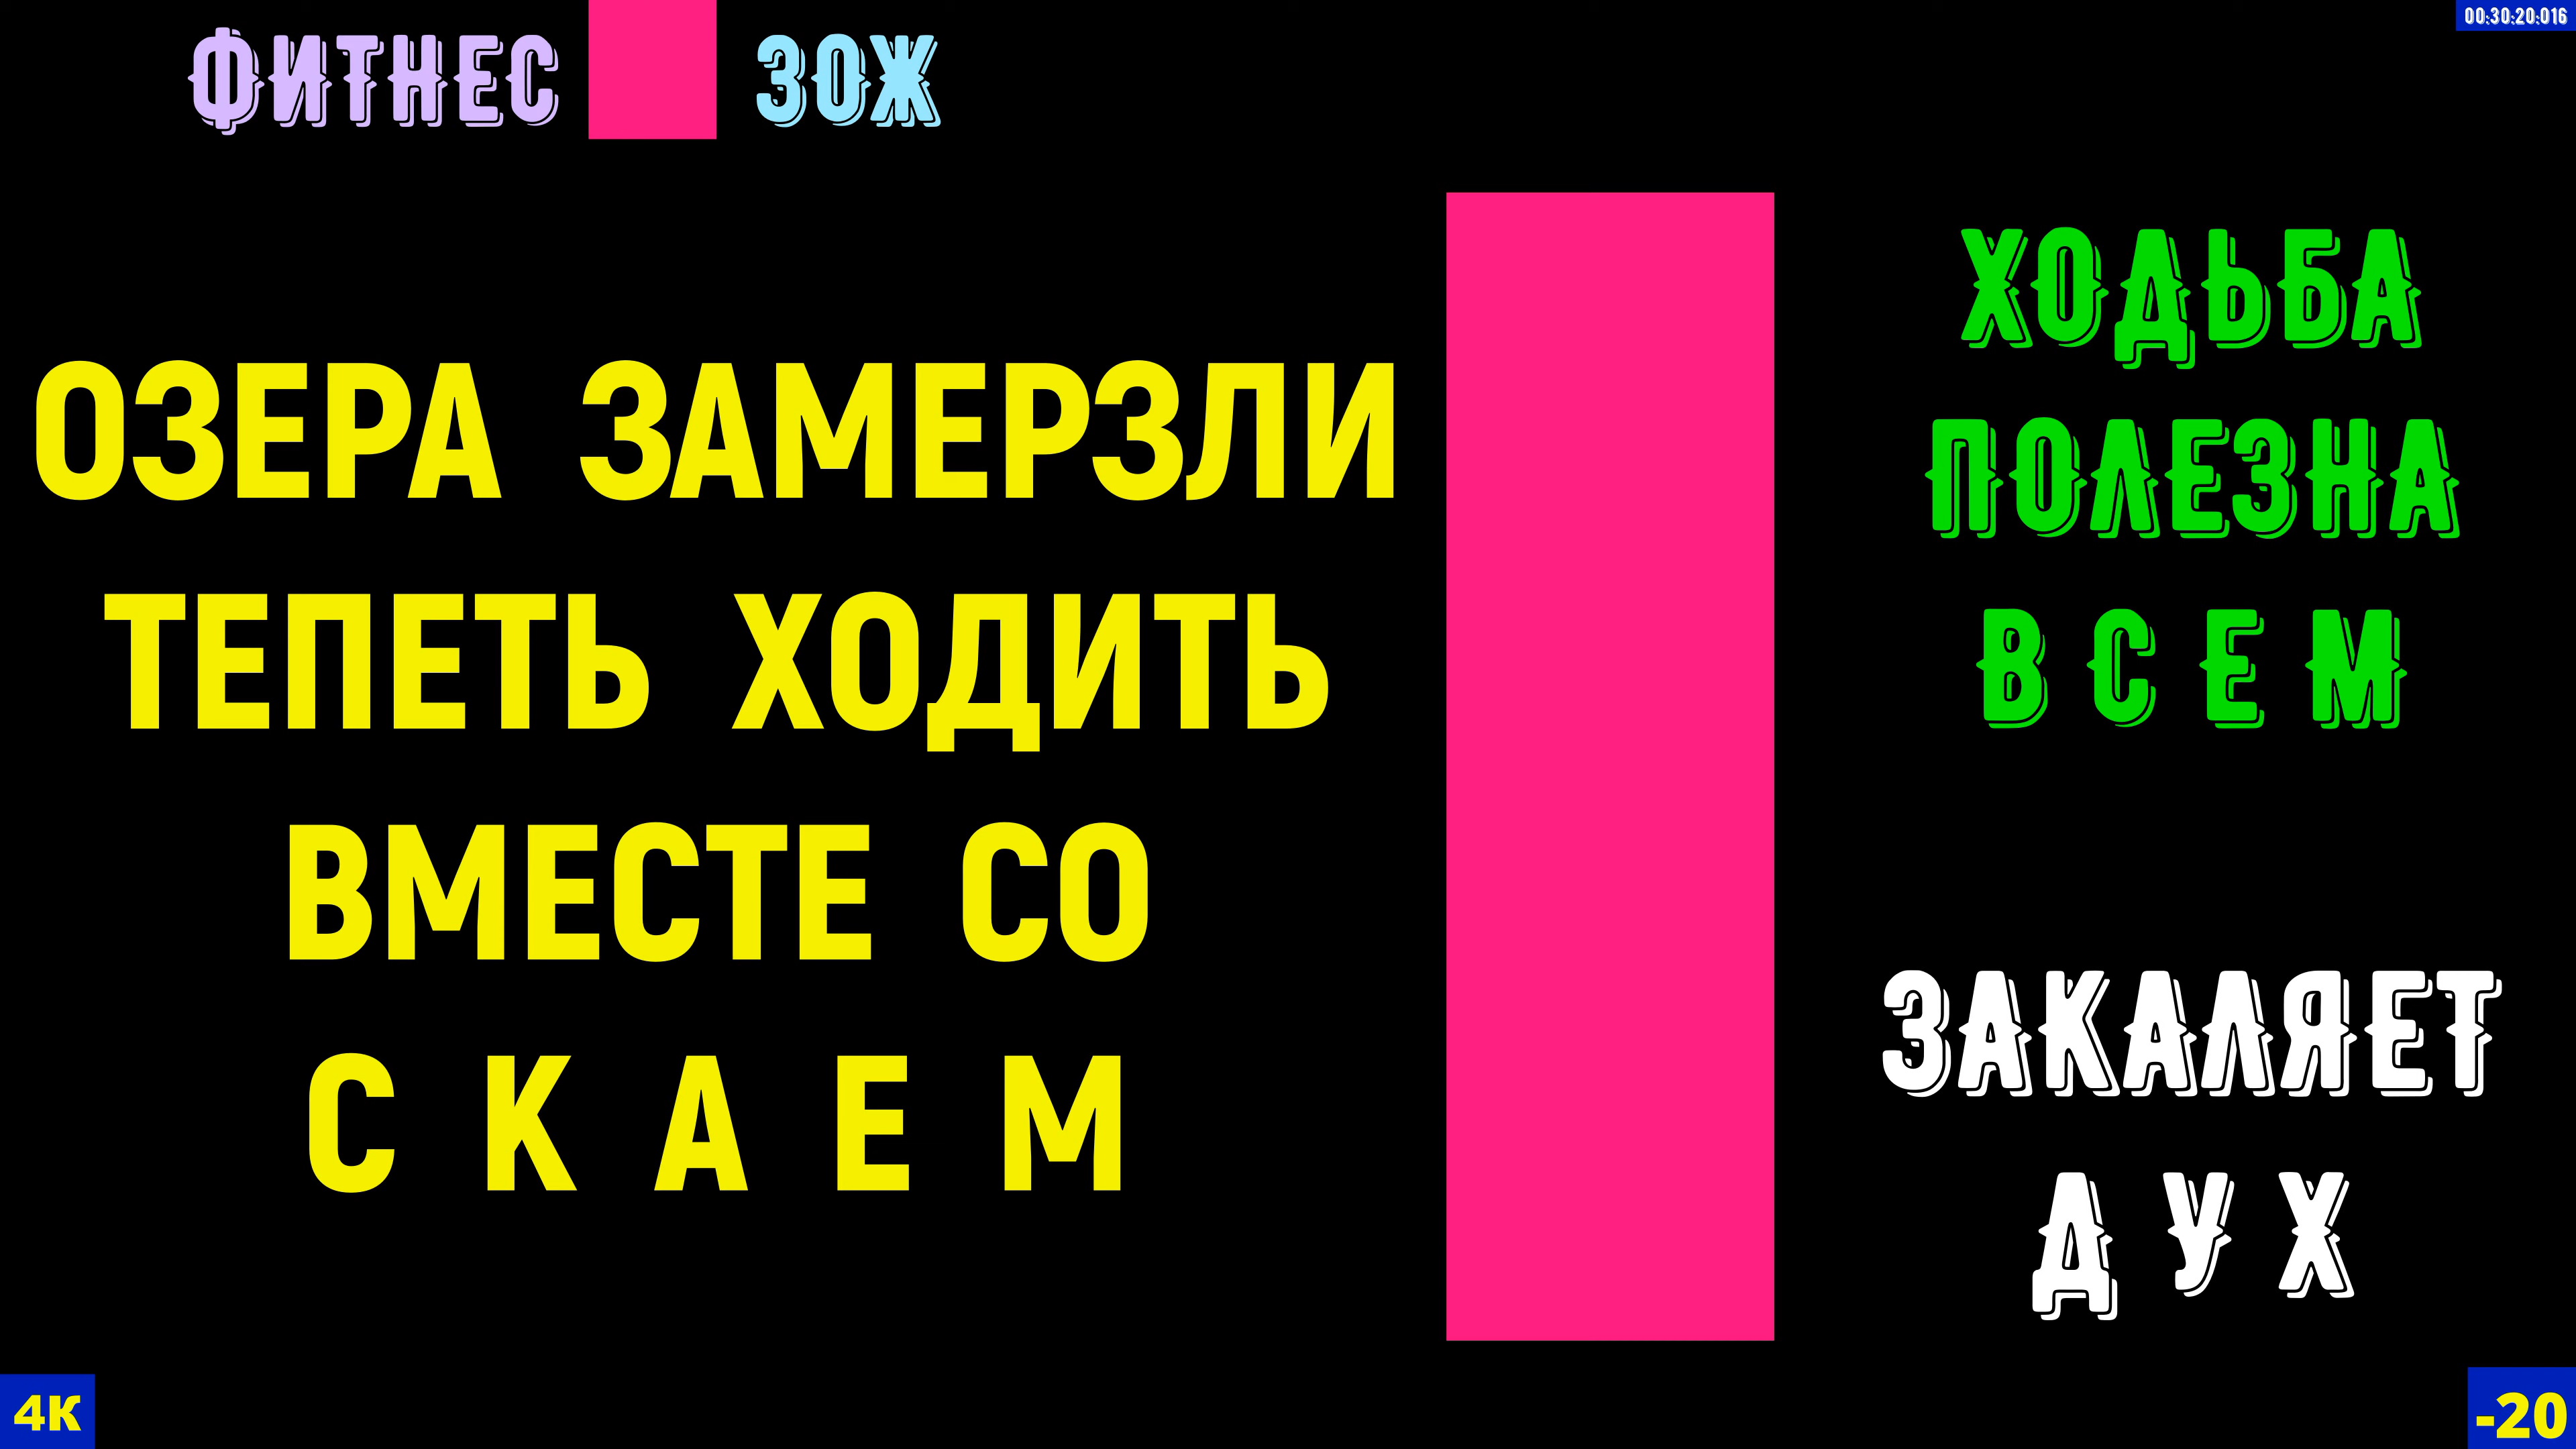 ФИТНЕС ЗОЖ
00:30:20:016
ОЗЕРА ЗАМЕРЗЛИ
ТЕПЕТЬ ХОДИТЬ
ВМЕСТЕ СО
С К А Е М
ХОДЬБА
ПОЛЕЗНА
В С Е М
ЗАКАЛЯЕТ
Д У Х
4К
-20